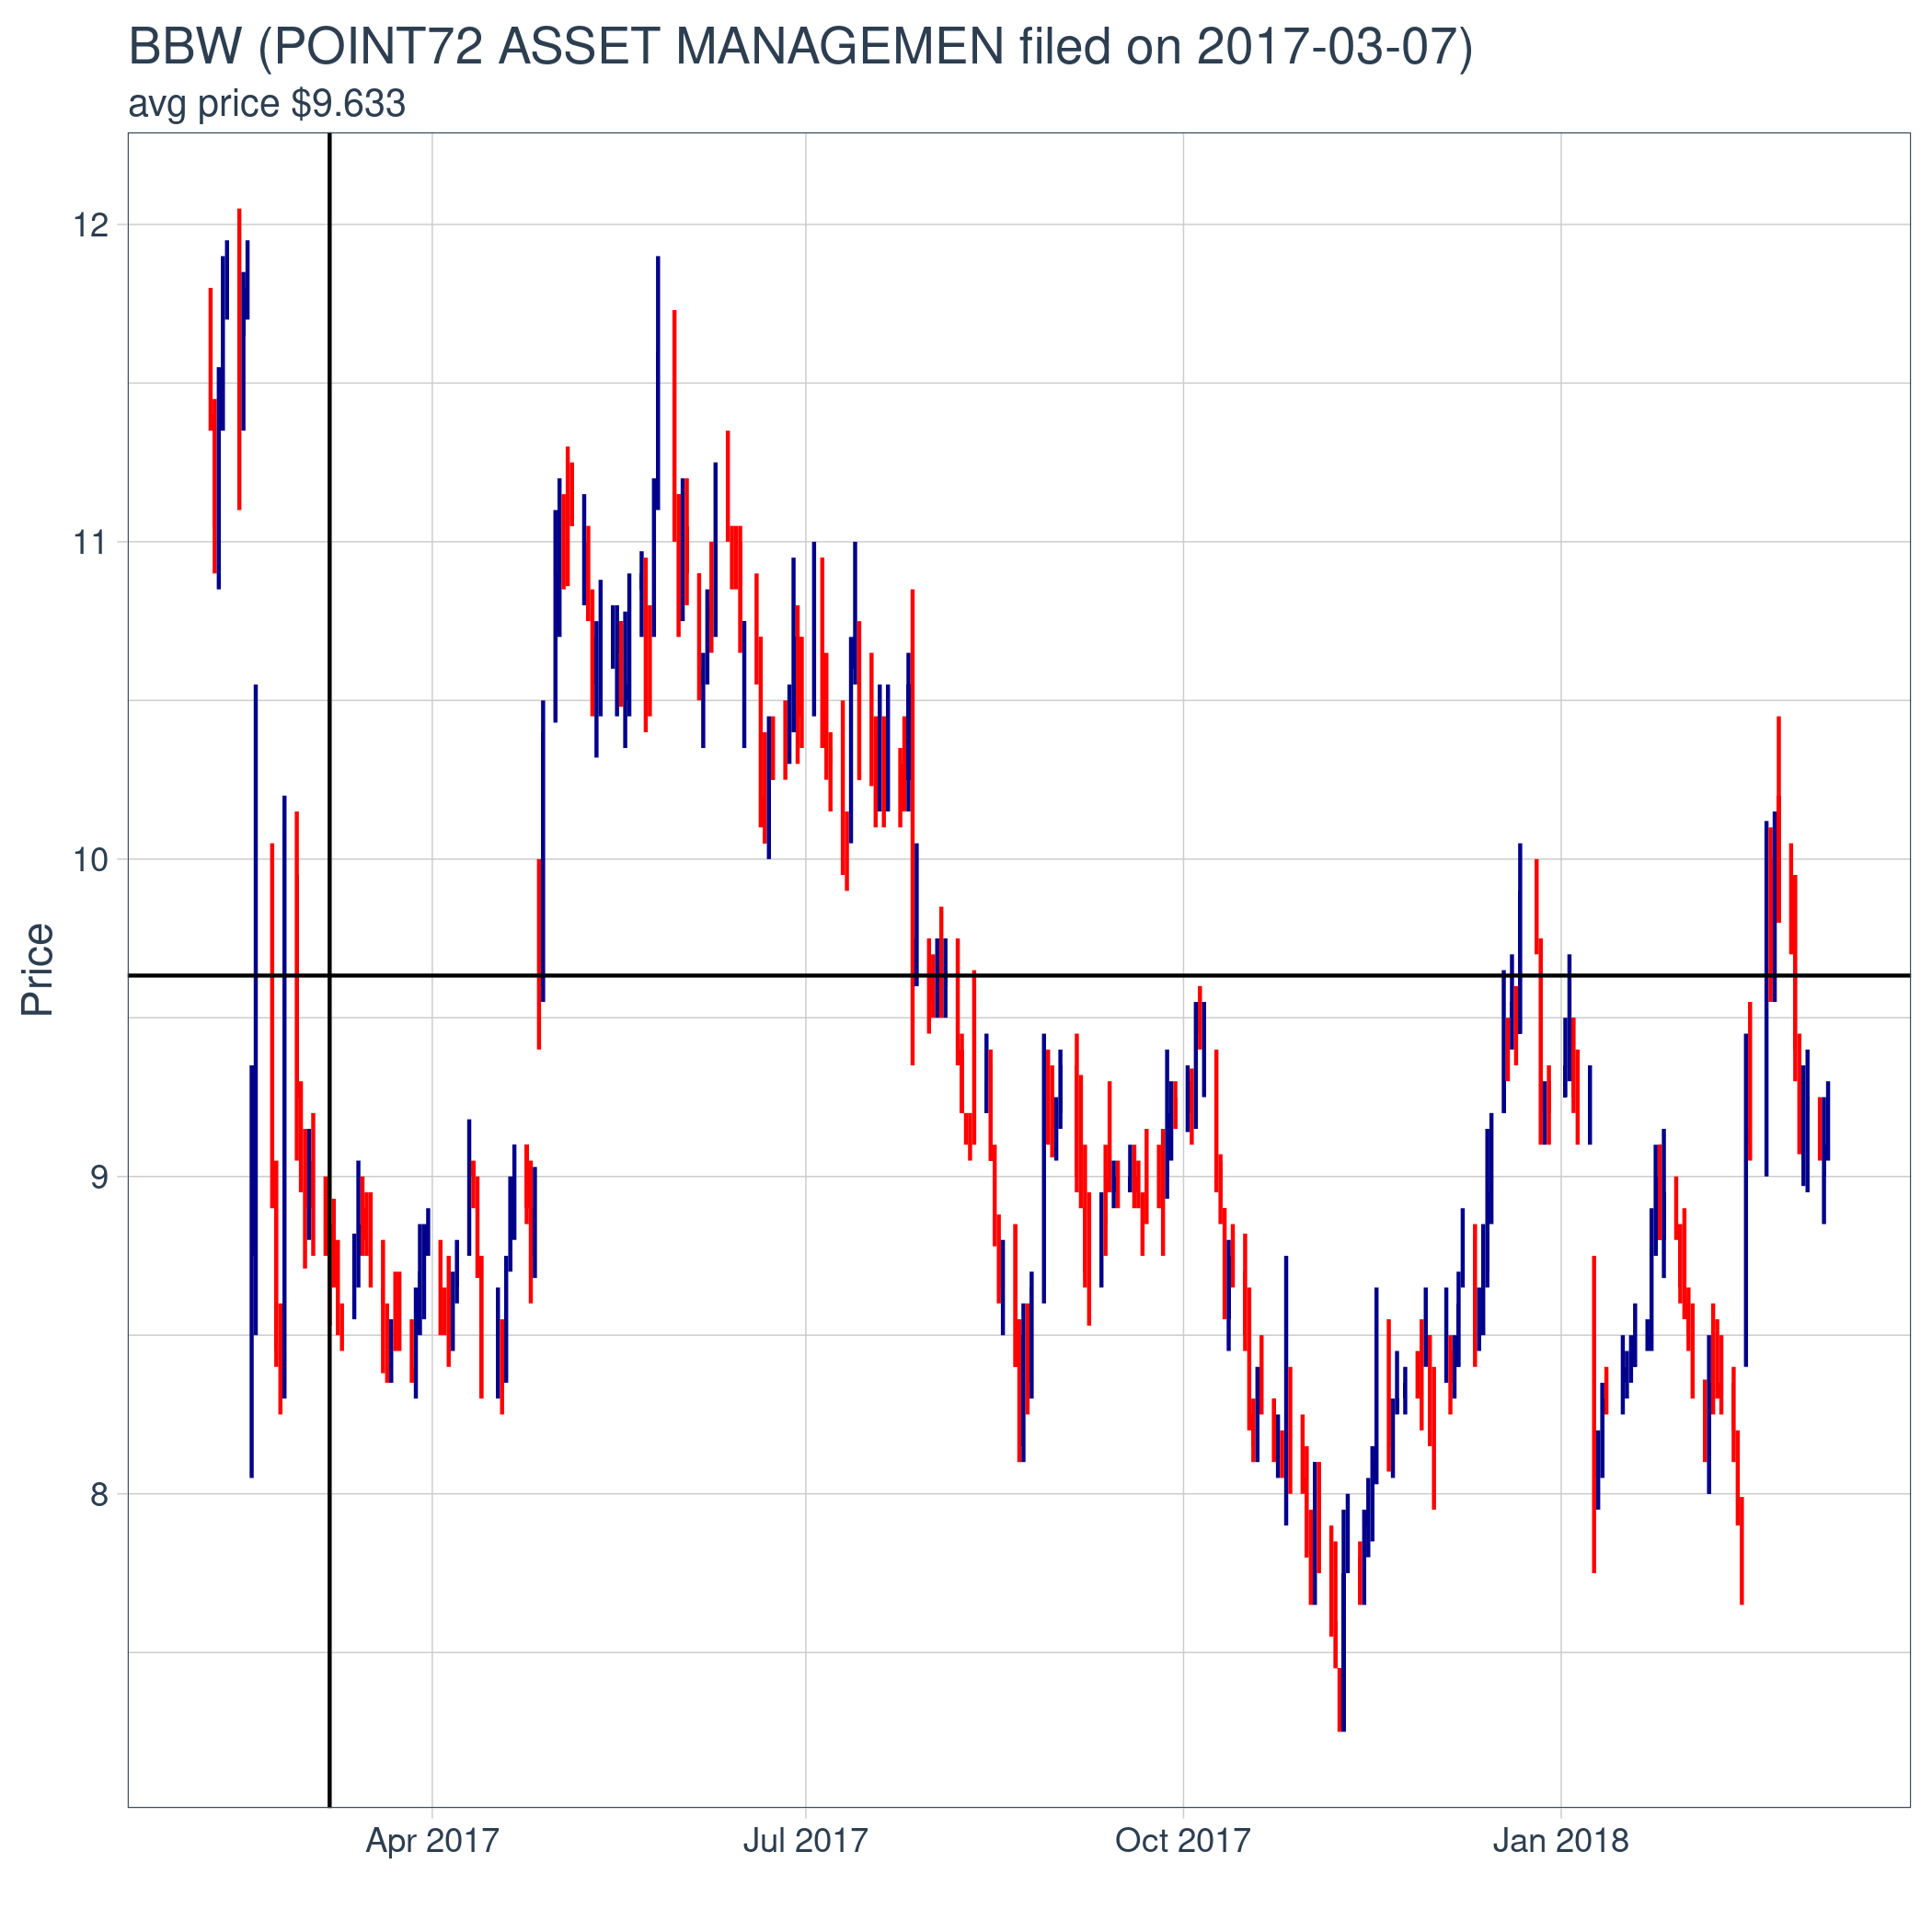 BBW (POINT72 ASSET MANAGEMEN filed on 2017-03-07)
avg price $9.633
12
11
10
9
8
Price
Apr 2017
Jul 2017
Oct 2017
Jan 2018